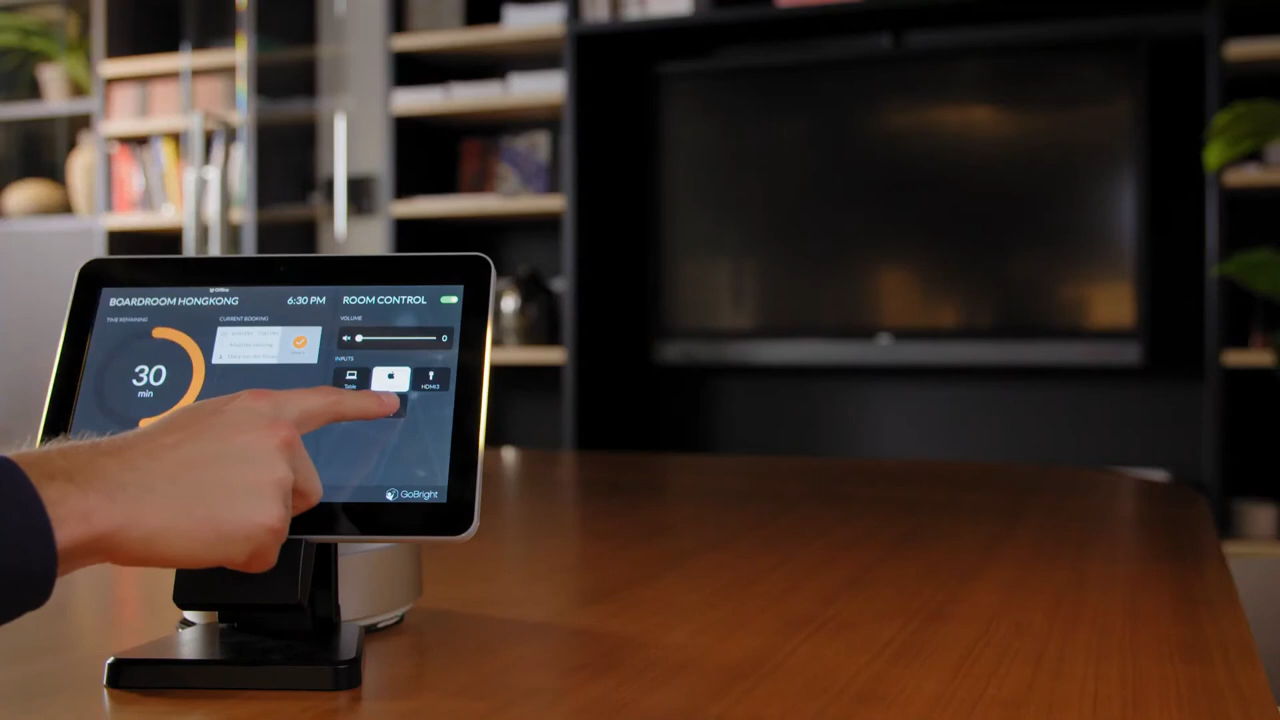 BOARDROOM HONGKONG
6:30 PM
ROOM CONTROL
TIME REMAINING
CURRENT BOOKING
VOLUME
0
30
min
INPUTS
Table
HDMI3
GoBright